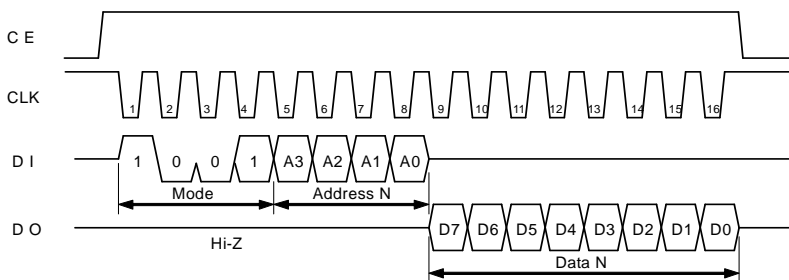 C E
CLK 1 2 3 4 5 6 7 8 9 10 11 12 13 14 15 16
D I 1 0 0 1 A3 A2 A1 A0
Mode Address N
D O D7 D6 D5 D4 D3 D2 D1 D0
Hi-Z
Data N